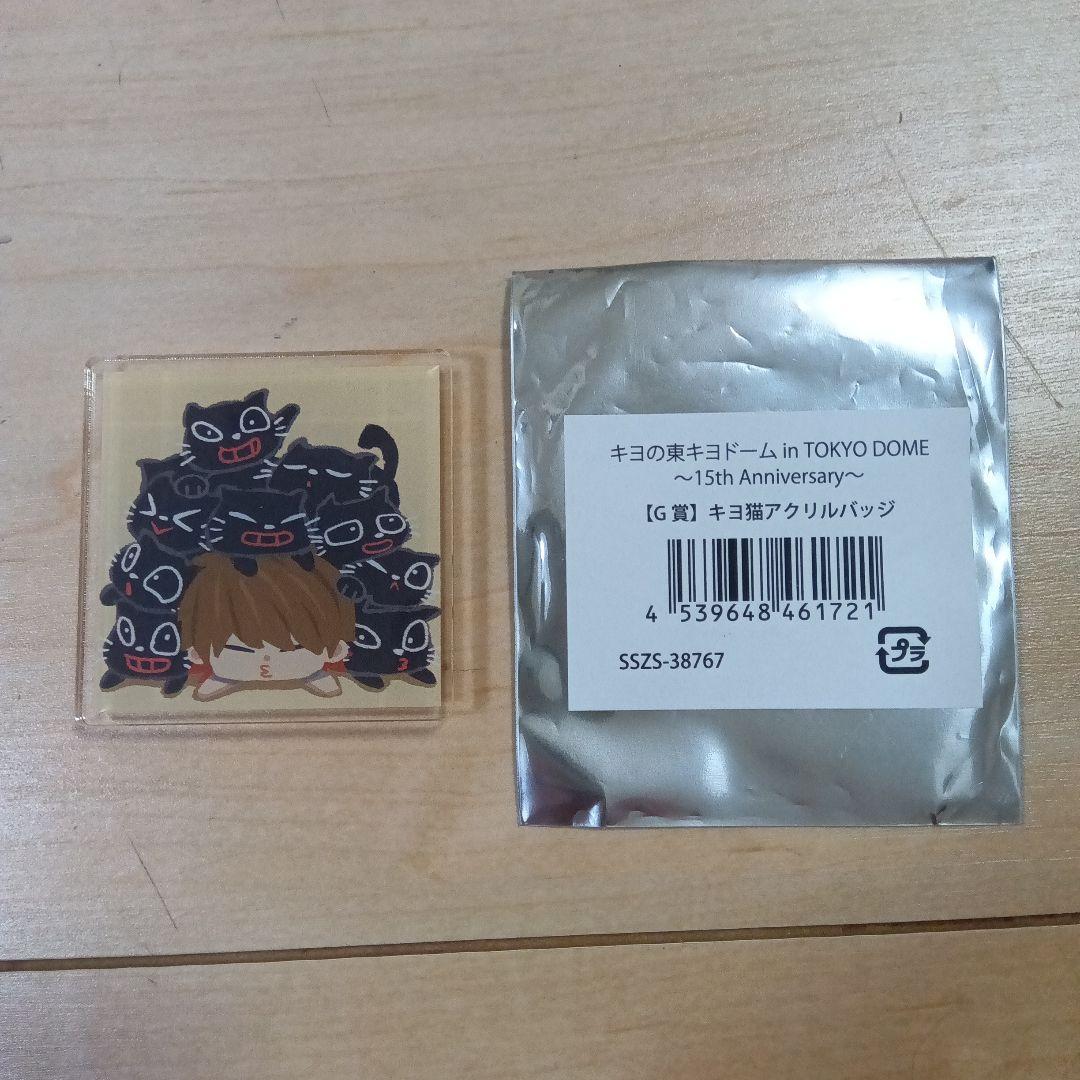 キヨの東キヨドーム in TOKYO DOME
～15th Anniversary～
【G 賞】キヨ猫アクリルバッジ
4 539648 461721
SSZS-38767
プラ